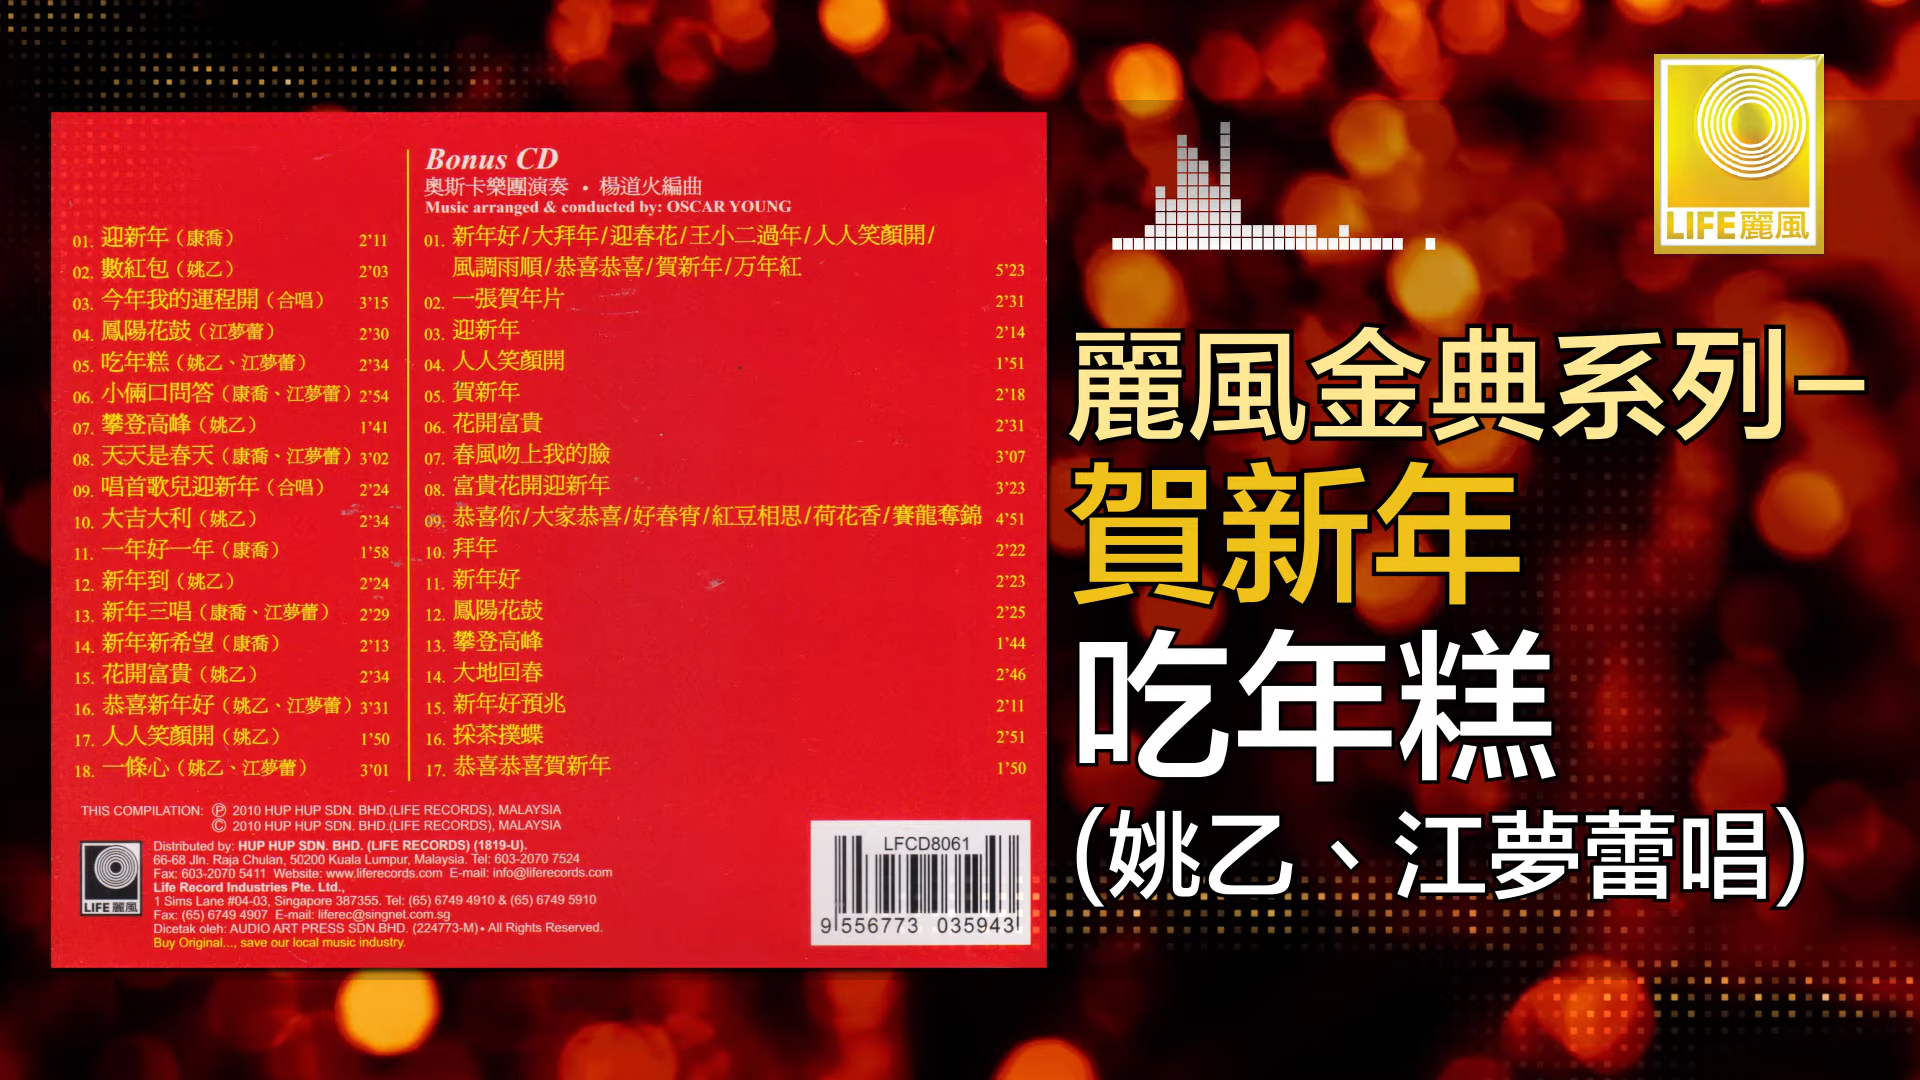 01. 迎新年（康喬） 2'11
02. 數紅包（姚乙） 2'03
03. 今年我的運程開（合唱） 3'15
04. 鳳陽花鼓（江夢蕾） 2'30
05. 吃年糕（姚乙、江夢蕾） 2'34
06. 小倆口問答（康喬、江夢蕾） 2'54
07. 攀登高峰（姚乙） 1'41
08. 天天是春天（康喬、江夢蕾） 3'02
09. 唱首歌兒迎新年（合唱） 2'24
10. 大吉大利（姚乙） 2'34
11. 一年好一年（康喬） 1'58
12. 新年到（姚乙） 2'24
13. 新年三唱（康喬、江夢蕾） 2'29
14. 新年新希望（康喬） 2'13
15. 花開富貴（姚乙） 2'34
16. 恭喜新年好（姚乙、江夢蕾） 3'31
17. 人人笑顏開（姚乙） 1'50
18. 一條心（姚乙、江夢蕾） 3'01
Bonus CD
奧斯卡樂團演奏 • 楊道火編曲
Music arranged & conducted by: OSCAR YOUNG
01. 新年好/大拜年/迎春花/王小二過年/人人笑顏開/
風調雨順/恭喜恭喜/賀新年/万年紅 5'23
02. 一張賀年片 2'31
03. 迎新年 2'14
04. 人人笑顏開 1'51
05. 賀新年 2'18
06. 花開富貴 2'31
07. 春風吻上我的臉 3'07
08. 富貴花開迎新年 3'23
09. 恭喜你/大家恭喜/好春宵/紅豆相思/荷花香/賽龍奪錦 4'51
10. 拜年 2'22
11. 新年好 2'23
12. 鳳陽花鼓 2'25
13. 攀登高峰 1'44
14. 大地回春 2'46
15. 新年好預兆 2'11
16. 採茶撲蝶 2'51
17. 恭喜恭喜賀新年 1'50
THIS COMPILATION: Ⓟ 2010 HUP HUP SDN. BHD.(LIFE RECORDS), MALAYSIA
© 2010 HUP HUP SDN. BHD.(LIFE RECORDS), MALAYSIA
LIFE 麗風
Distributed by: HUP HUP SDN. BHD. (LIFE RECORDS) (1819-U).
66-68 Jln. Raja Chulan, 50200 Kuala Lumpur, Malaysia. Tel: 603-2070 7524
Fax: 603-2070 5411 Website: www.liferecords.com E-mail: info@liferecords.com
Life Record Industries Pte. Ltd.,
1 Sims Lane #04-03, Singapore 387355. Tel: (65) 6749 4910 & (65) 6749 5910
Fax: (65) 6749 4907 E-mail: liferec@singnet.com.sg
Dicetak oleh: AUDIO ART PRESS SDN.BHD. (224773-M) • All Rights Reserved.
Buy Original..., save our local music industry.
LFCD8061
9 556773 035943
LIFE麗風
麗風金典系列–
賀新年
吃年糕
(姚乙、江夢蕾唱)